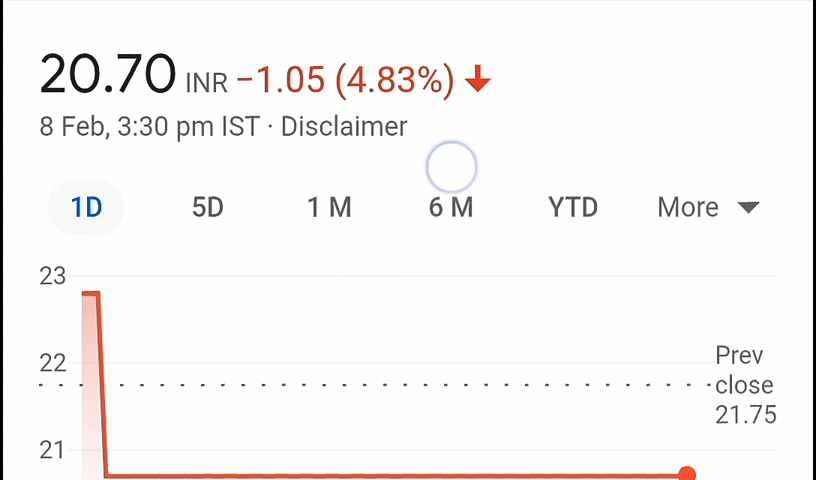 20.70 INR −1.05 (4.83%)
8 Feb, 3:30 pm IST · Disclaimer
1D 5D 1 M 6 M YTD More
23
22
21
Prev
close
21.75